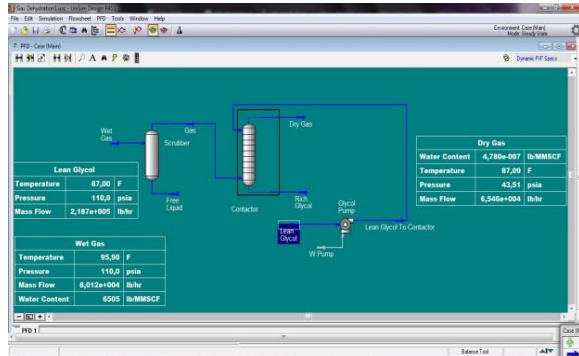 Gas Dehydration1.usc - UniSim Design R451
File Edit Simulation Flowsheet PFD Tools Window Help
Environment: Case (Main)
Mode: Steady State
PFD - Case (Main)
Dynamic P/F Specs
Wet Gas
Scrubber
Gas
Free Liquid
Dry Gas
Contactor
Rich Glycol
Glycol Pump
Lean Glycol To Contactor
Lean Glycol
W Pump
Dry Gas
Water Content 4,780e-007 lb/MMSCF
Temperature 87,09 F
Pressure 43,51 psia
Mass Flow 6,546e+004 lb/hr
Lean Glycol
Temperature 87,00 F
Pressure 110,0 psia
Mass Flow 2,187e+005 lb/hr
Wet Gas
Temperature 95,90 F
Pressure 110,0 psia
Mass Flow 8,012e+004 lb/hr
Water Content 6505 lb/MMSCF
PFD 1
Balance Tool